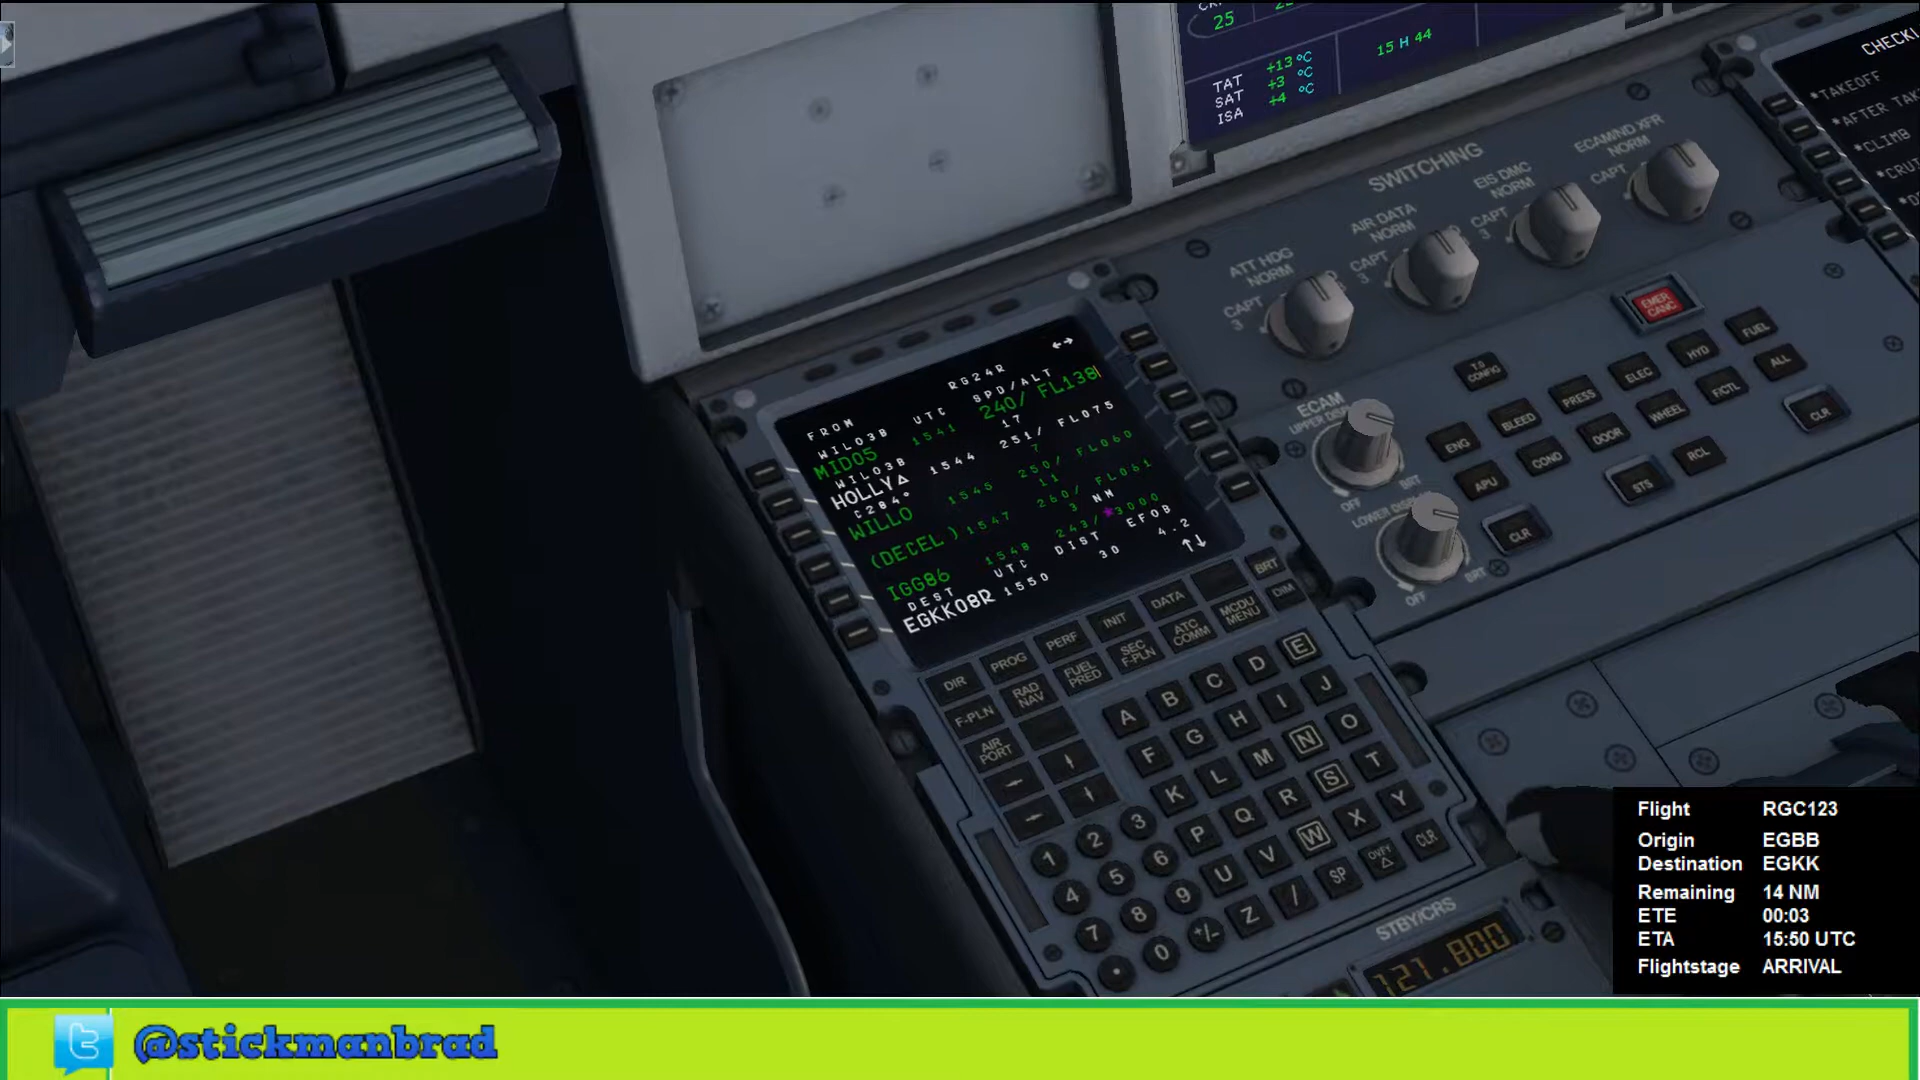 25
TAT +13 °C
SAT +3 °C
ISA +4 °C
15 H 44
CHECKL
*TAKEOFF
*AFTER TAK
*CLIMB
*CRUI
SWITCHING
ATT HDG
NORM
CAPT
3
AIR DATA
NORM
CAPT
3
EIS DMC
NORM
CAPT
3
ECAM/ND XFR
NORM
CAPT
RG24R
FROM UTC SPD/ALT
WILO3B
MID05 1541 240/ FL138
WILO3B 17
HOLLY△ 1544 251/ FL075
C284° 7
WILLO 1545 250/ FL060
11
(DECEL) 1547 260/ FL061
3 NM
IGG86 1548 243/*3000
DEST UTC DIST EFOB
EGKK08R 1550 30 4.2
↑↓
ECAM
UPPER DISPLAY
OFF BRT
LOWER DISPLAY
OFF BRT
EMER CANC
T.O CONFIG
ENG BLEED PRESS ELEC HYD FUEL
APU COND DOOR WHEEL F/CTL ALL
CLR STS RCL CLR
DIR PROG PERF INIT DATA BRT
F-PLN RAD NAV FUEL PRED SEC F-PLN ATC COMM MCDU MENU DIM
AIR PORT
A B C D E
F G H I J
K L M N O
P Q R S T
U V W X Y
Z / SP OVFY △ CLR
1 2 3
4 5 6
7 8 9
. 0 +/-
STBY/CRS
121.800
Flight RGC123
Origin EGBB
Destination EGKK
Remaining 14 NM
ETE 00:03
ETA 15:50 UTC
Flightstage ARRIVAL
@stickmanbrad